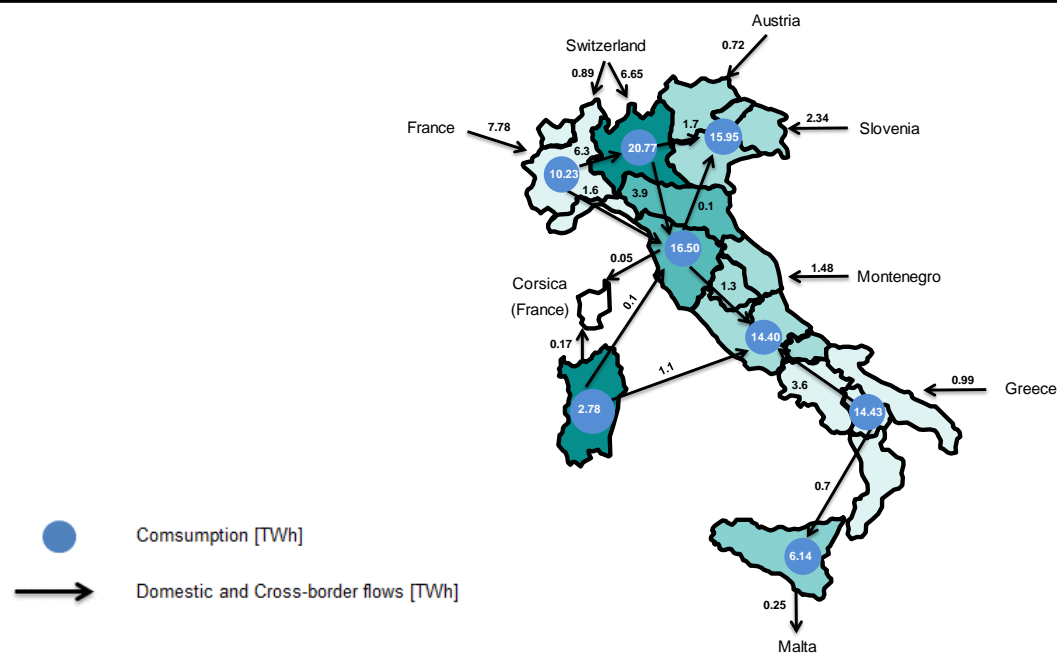 Austria
0.72
Switzerland
0.89
6.65
France
7.78
1.7
15.95
2.34
Slovenia
6.3
20.77
10.23
1.6
3.9
0.1
16.50
0.05
Corsica
(France)
0.1
1.3
1.48
Montenegro
14.40
0.17
1.1
3.6
0.99
Greece
2.78
14.43
0.7
6.14
0.25
Malta
Comsumption [TWh]
Domestic and Cross-border flows [TWh]